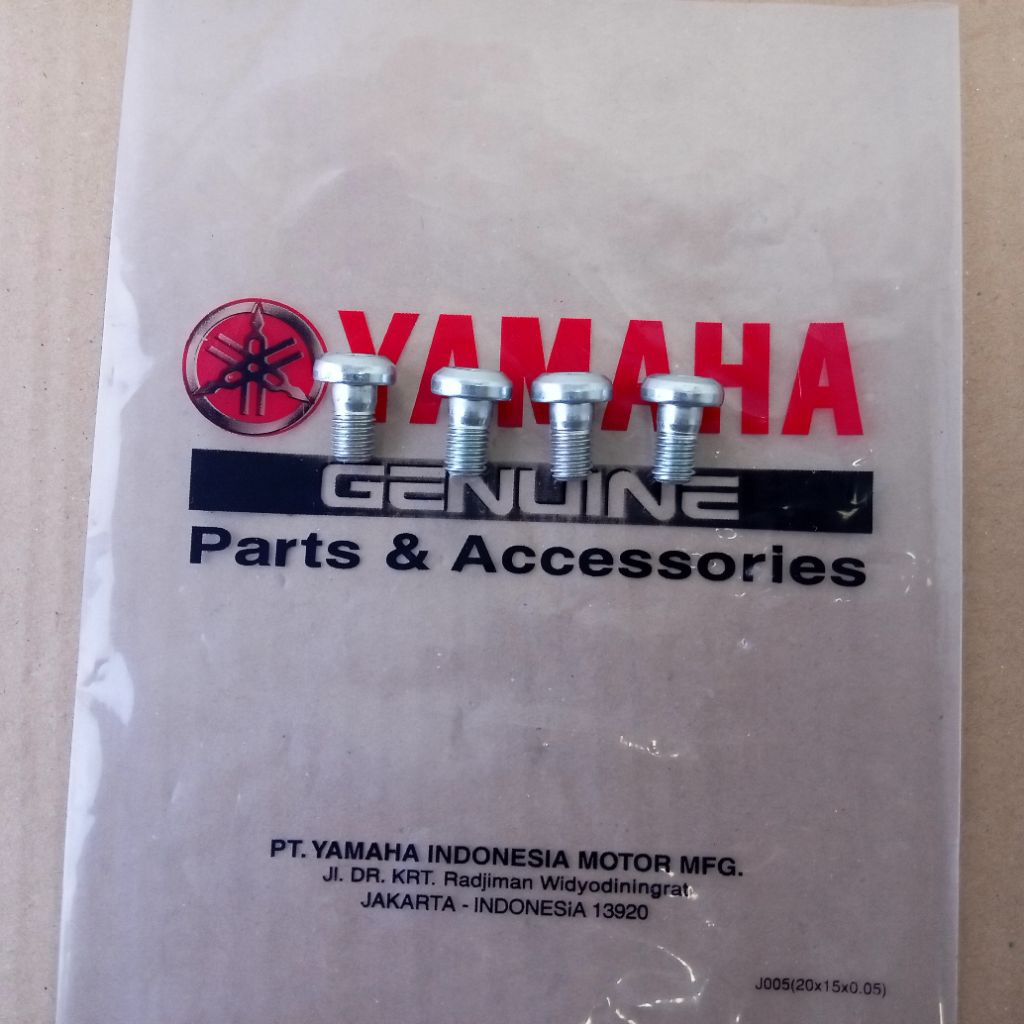 YAMAHA
GENUINE
Parts & Accessories
PT. YAMAHA INDONESIA MOTOR MFG.
Jl. DR. KRT. Radjiman Widyodiningrat
JAKARTA - INDONESiA 13920
J005(20x15x0.05)